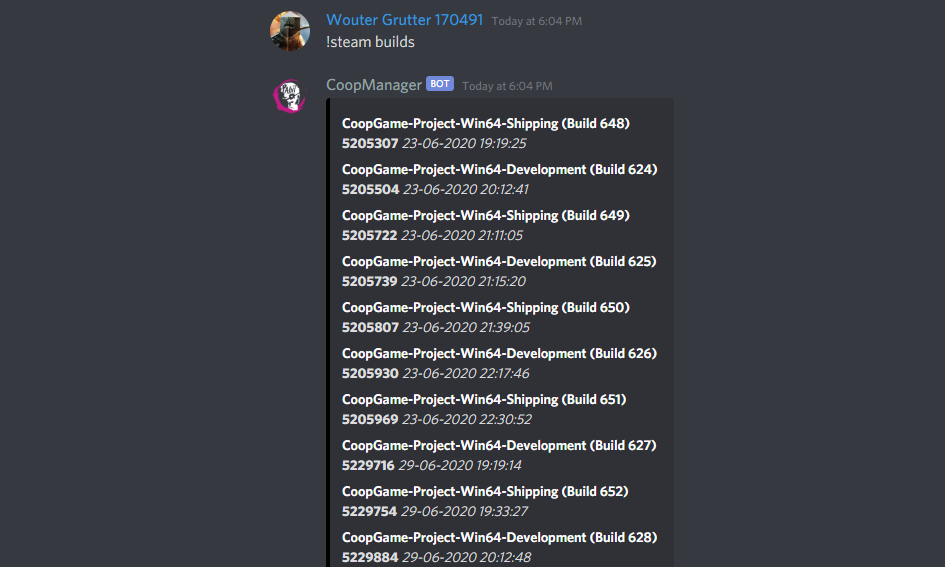 Wouter Grutter 170491 Today at 6:04 PM
!steam builds
CoopManager BOT Today at 6:04 PM
CoopGame-Project-Win64-Shipping (Build 648)
5205307 23-06-2020 19:19:25
CoopGame-Project-Win64-Development (Build 624)
5205504 23-06-2020 20:12:41
CoopGame-Project-Win64-Shipping (Build 649)
5205722 23-06-2020 21:11:05
CoopGame-Project-Win64-Development (Build 625)
5205739 23-06-2020 21:15:20
CoopGame-Project-Win64-Shipping (Build 650)
5205807 23-06-2020 21:39:05
CoopGame-Project-Win64-Development (Build 626)
5205930 23-06-2020 22:17:46
CoopGame-Project-Win64-Shipping (Build 651)
5205969 23-06-2020 22:30:52
CoopGame-Project-Win64-Development (Build 627)
5229716 29-06-2020 19:19:14
CoopGame-Project-Win64-Shipping (Build 652)
5229754 29-06-2020 19:33:27
CoopGame-Project-Win64-Development (Build 628)
5229884 29-06-2020 20:12:48